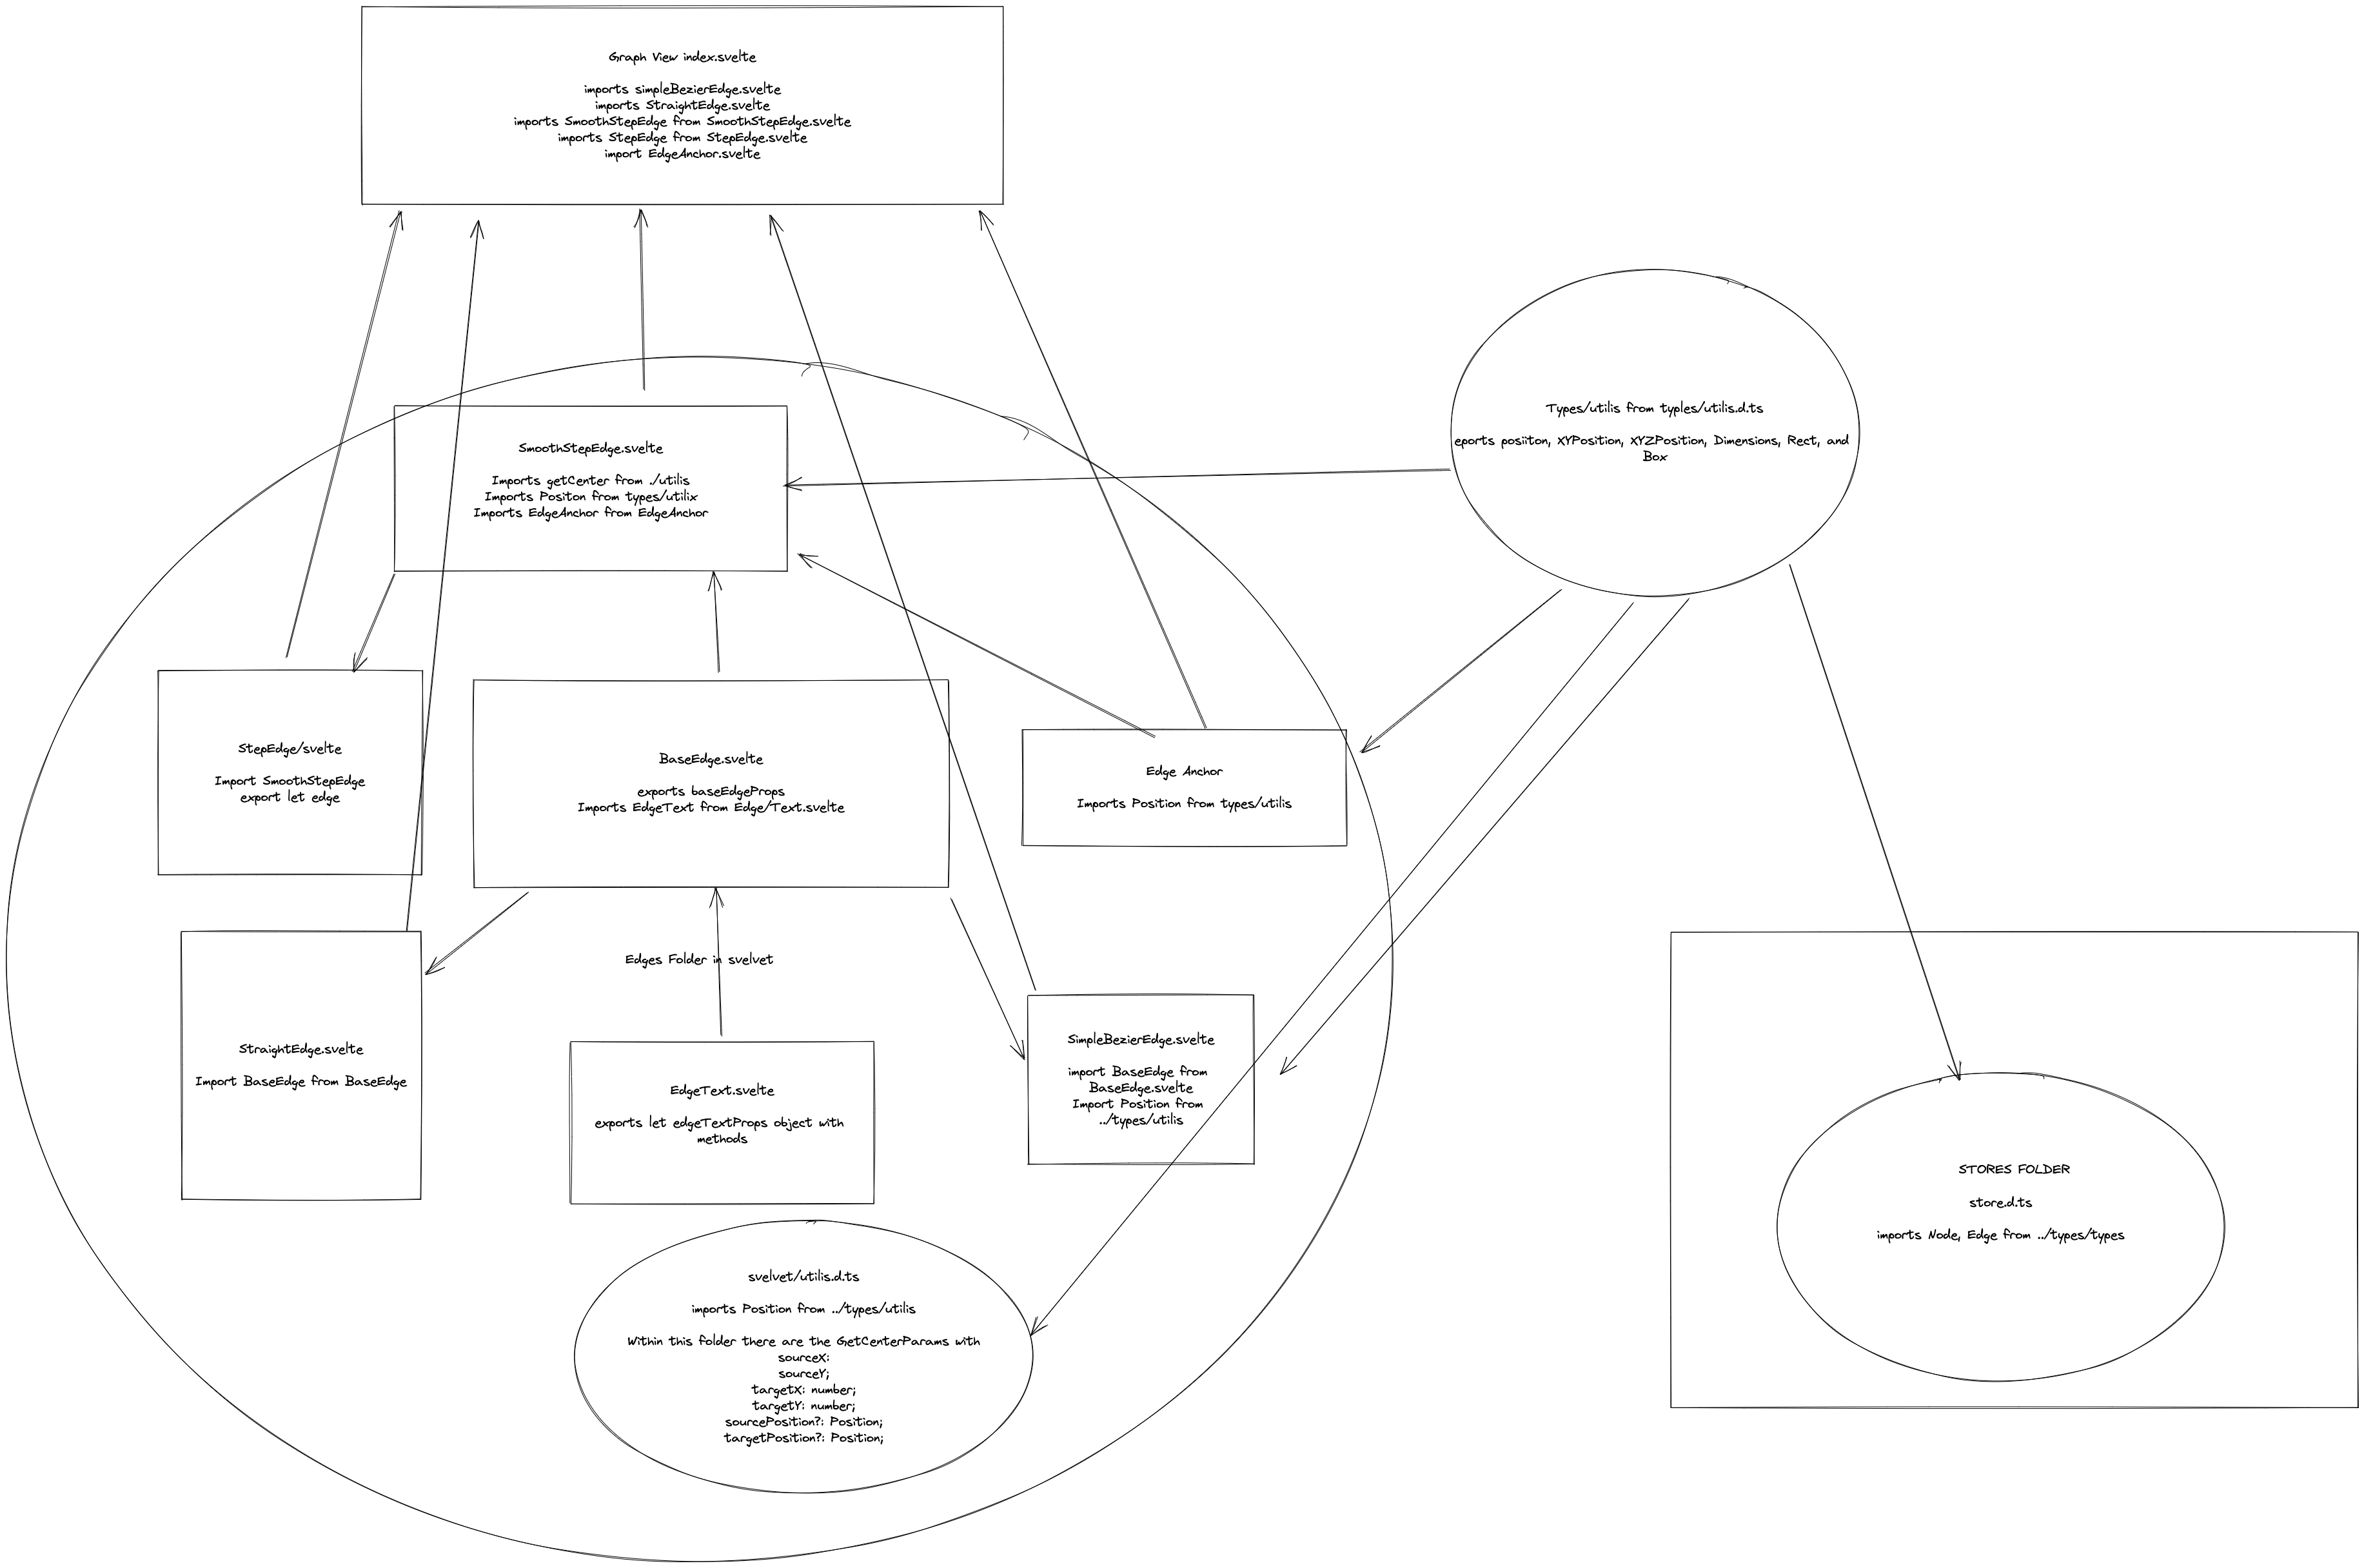 Graph View index.svelte
imports simpleBezierEdge.svelte
imports StraightEdge.svelte
imports SmoothStepEdge from SmoothStepEdge.svelte
imports StepEdge from StepEdge.svelte
import EdgeAnchor.svelte
Types/utilis from typles/utilis.d.ts
eports posiiton, XYPosition, XYZPosition, Dimensions, Rect, and
Box
SmoothStepEdge.svelte
Imports getCenter from ./utilis
Imports Positon from types/utilix
Imports EdgeAnchor from EdgeAnchor
StepEdge/svelte
Import SmoothStepEdge
export let edge
BaseEdge.svelte
exports baseEdgeProps
Imports EdgeText from Edge/Text.svelte
Edge Anchor
Imports Position from types/utilis
Edges Folder in svelvet
StraightEdge.svelte
Import BaseEdge from BaseEdge
EdgeText.svelte
exports let edgeTextProps object with
methods
SimpleBezierEdge.svelte
import BaseEdge from
BaseEdge.svelte
Import Position from
../types/utilis
STORES FOLDER
store.d.ts
imports Node, Edge from ../types/types
svelvet/utilis.d.ts
imports Position from ../types/utilis
Within this folder there are the GetCenterParams with
sourceX:
sourceY;
targetX: number;
targetY: number;
sourcePosition?: Position;
targetPosition?: Position;